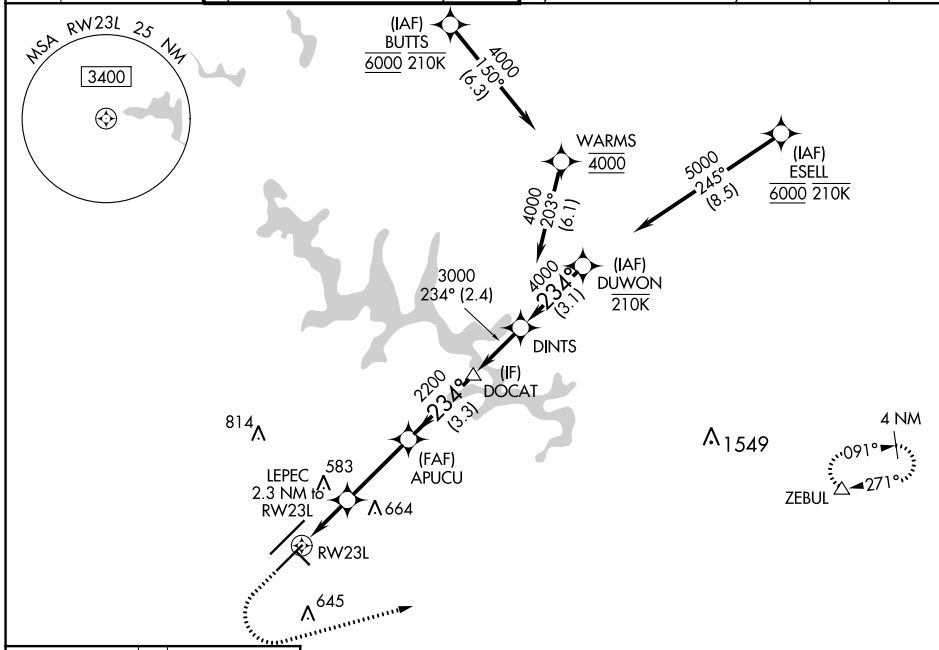 MSA RW23L 25 NM
3400
(IAF)
BUTTS
6000 210K
4000
150°
(6.3)
WARMS
4000
4000
203°
(6.1)
5000
245°
(8.5)
(IAF)
ESELL
6000 210K
(IAF)
DUWON
210K
4000
234°
(3.1)
3000
234° (2.4)
DINTS
(IF)
DOCAT
2200
234°
(3.3)
(FAF)
APUCU
814
583
LEPEC
2.3 NM to
RW23L
664
RW23L
645
1549
4 NM
091°
271°
ZEBUL